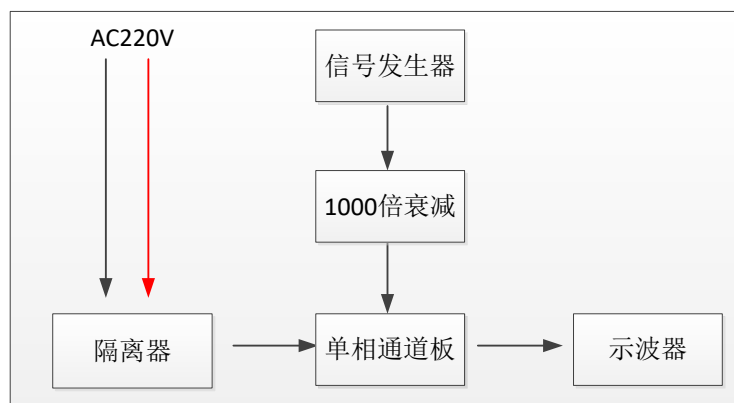 AC220V
信号发生器
1000倍衰减
隔离器
单相通道板
示波器